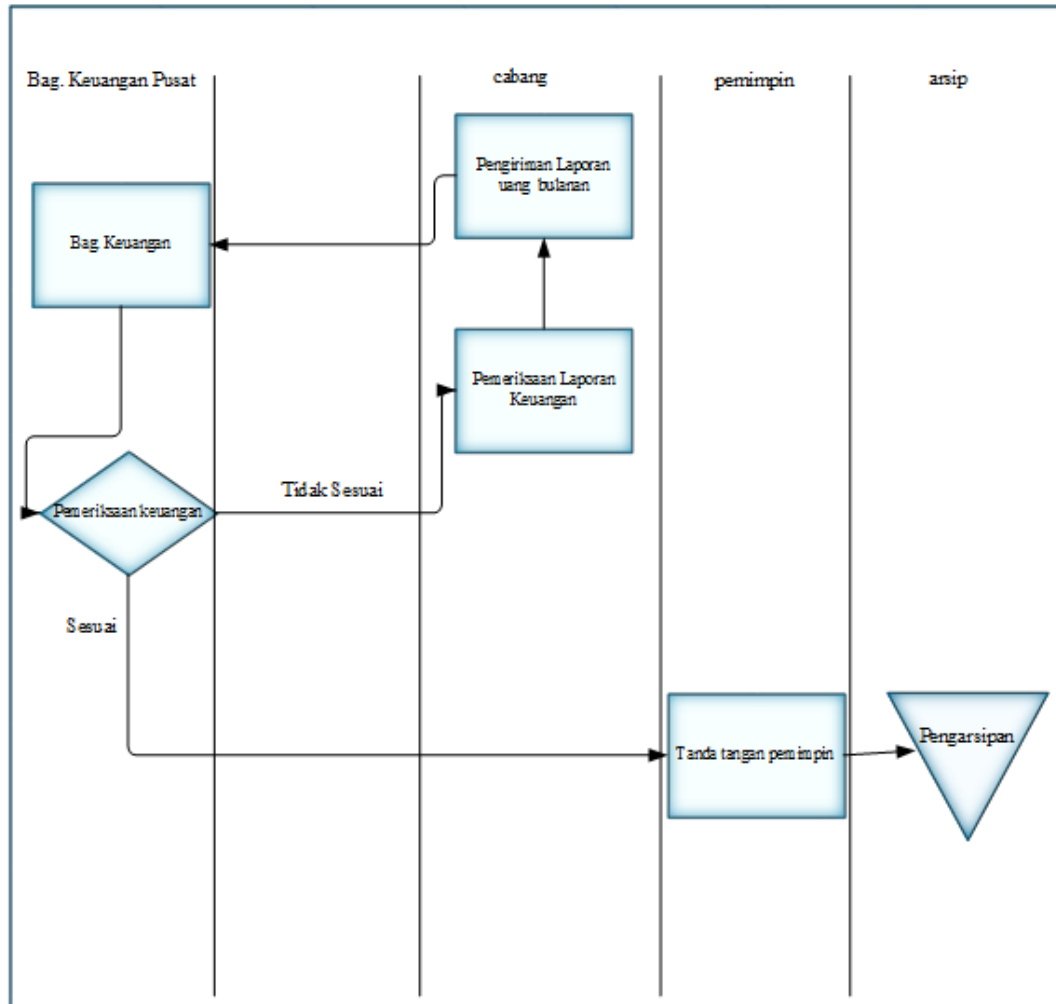 Bag. Keuangan Pusat
cabang
pemimpin
arsip
Pengiriman Laporan
uang bulanan
Bag. Keuangan
Pemeriksaan Laporan
Keuangan
Tidak Sesuai
Pemeriksaan keuangan
Sesuai
Tanda tangan pemimpin
Pengarsipan